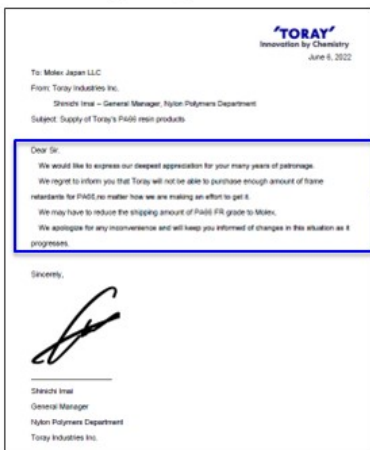 'TORAY'
Innovation by Chemistry
June 6, 2022
To: Molex Japan LLC
From: Toray Industries Inc.
Shinichi Imai – General Manager, Nylon Polymers Department
Subject: Supply of Toray's PA66 resin products
Dear Sir.
We would like to express our deepest appreciation for your many years of patronage.
We regret to inform you that Toray will not be able to purchase enough amount of frame
retardants for PA66,no matter how we are making an effort to get it.
We may have to reduce the shipping amount of PA66 FR grade to Molex.
We apologize for any inconvenience and will keep you informed of changes in this situation as it
progresses.
Sincerely,
Shinichi Imai
General Manager
Nylon Polymers Department
Toray Industries Inc.